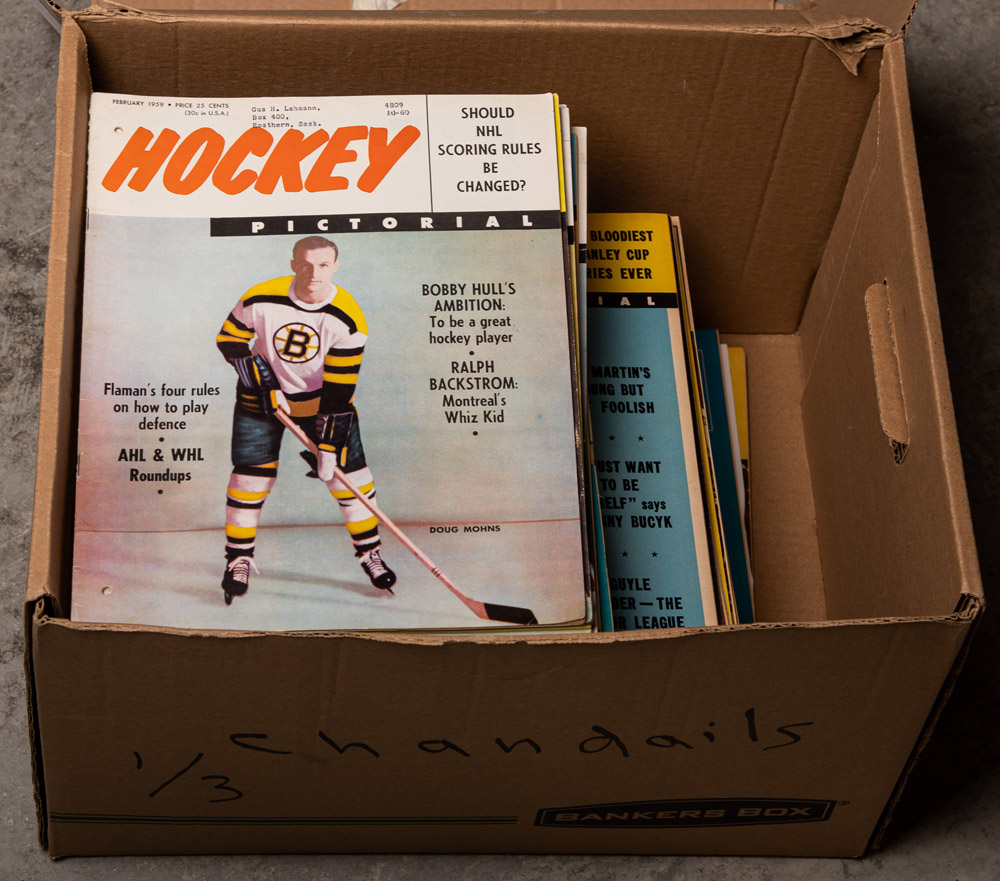 FEBRUARY 1959 • PRICE 25 CENTS
(30c in U.S.A.)
Gus H. Lehmann,
Box 400,
Rosthern, Sask.
4809
10-60
HOCKEY
PICTORIAL
SHOULD
NHL
SCORING RULES
BE
CHANGED?
BOBBY HULL'S
AMBITION:
To be a great
hockey player
•
RALPH
BACKSTROM:
Montreal's
Whiz Kid
•
Flaman's four rules
on how to play
defence
•
AHL & WHL
Roundups
•
B
DOUG MOHNS
BLOODIEST
ANLEY CUP
RIES EVER
IAL
MARTIN'S
UNG BUT
FOOLISH
* * *
UST WANT
TO BE
SELF" says
NNY BUCYK
* *
GUYLE
DER — THE
R LEAGUE
chandails
1/3
BANKERS BOX